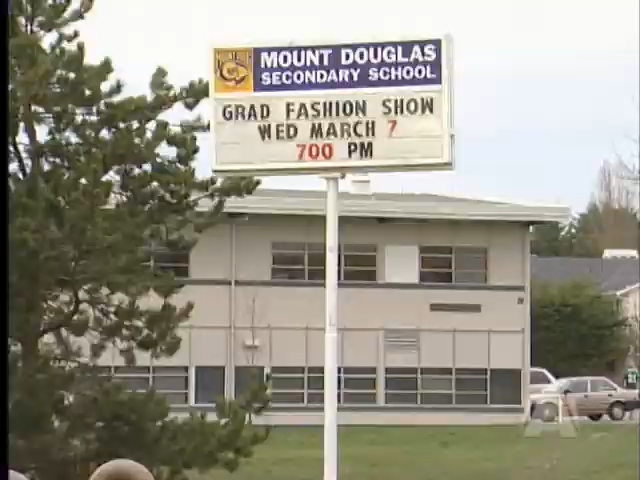 MOUNT DOUGLAS
SECONDARY SCHOOL
GRAD FASHION SHOW
WED MARCH 7
700 PM